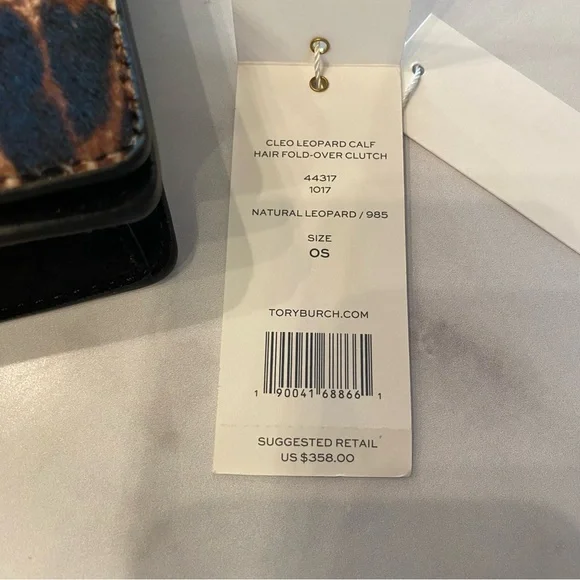 CLEO LEOPARD CALF
HAIR FOLD-OVER CLUTCH
44317
1017
NATURAL LEOPARD / 985
SIZE
OS
TORYBURCH.COM
1 90041 68866 1
SUGGESTED RETAIL
US $358.00